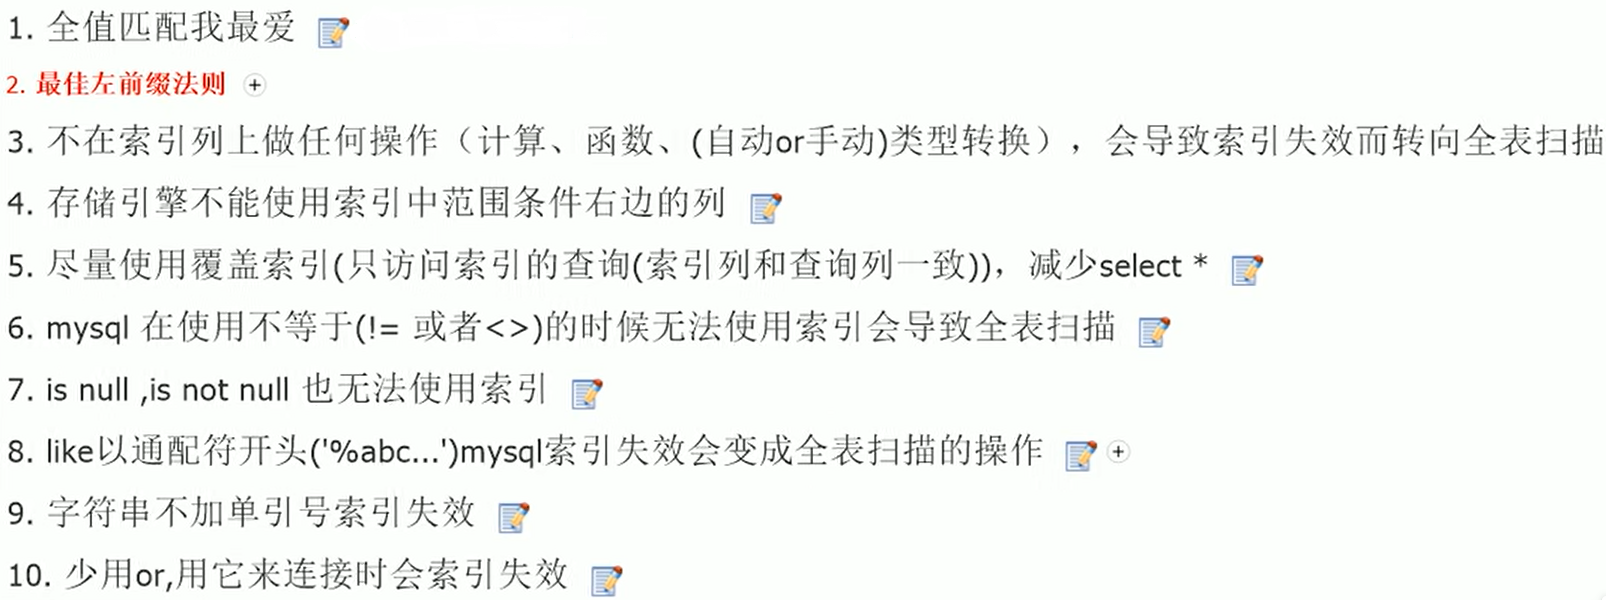 1. 全值匹配我最爱
2. 最佳左前缀法则
3. 不在索引列上做任何操作（计算、函数、(自动or手动)类型转换），会导致索引失效而转向全表扫描
4. 存储引擎不能使用索引中范围条件右边的列
5. 尽量使用覆盖索引(只访问索引的查询(索引列和查询列一致))，减少select *
6. mysql 在使用不等于(!= 或者<>)的时候无法使用索引会导致全表扫描
7. is null ,is not null 也无法使用索引
8. like以通配符开头('%abc...')mysql索引失效会变成全表扫描的操作
9. 字符串不加单引号索引失效
10. 少用or,用它来连接时会索引失效